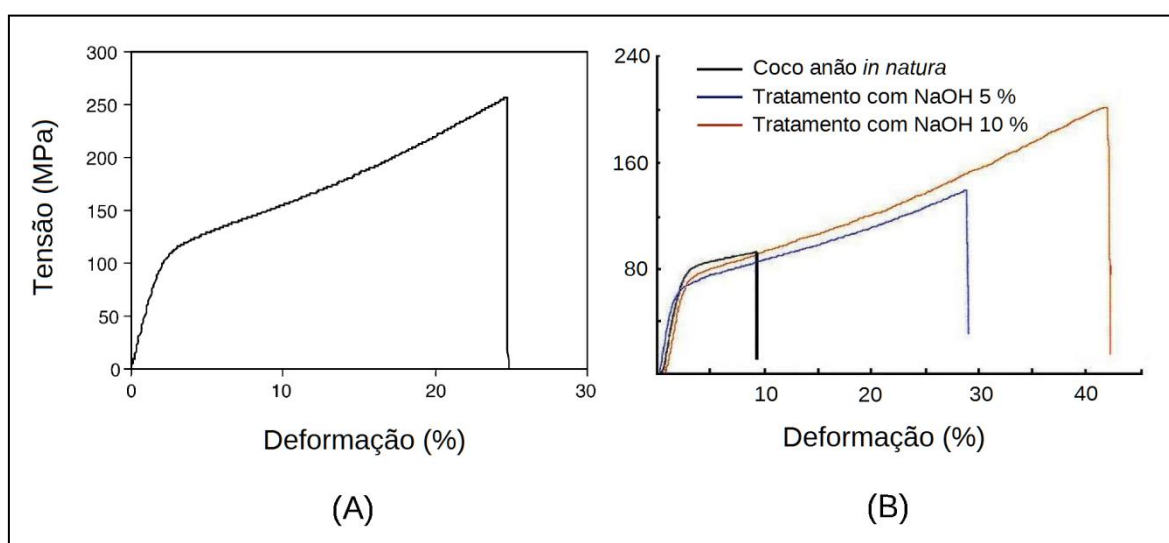 300
250
200
150
100
50
0
Tensão (MPa)
0 10 20 30
Deformação (%)
(A)
240
160
80
Coco anão in natura
Tratamento com NaOH 5 %
Tratamento com NaOH 10 %
10 20 30 40
Deformação (%)
(B)